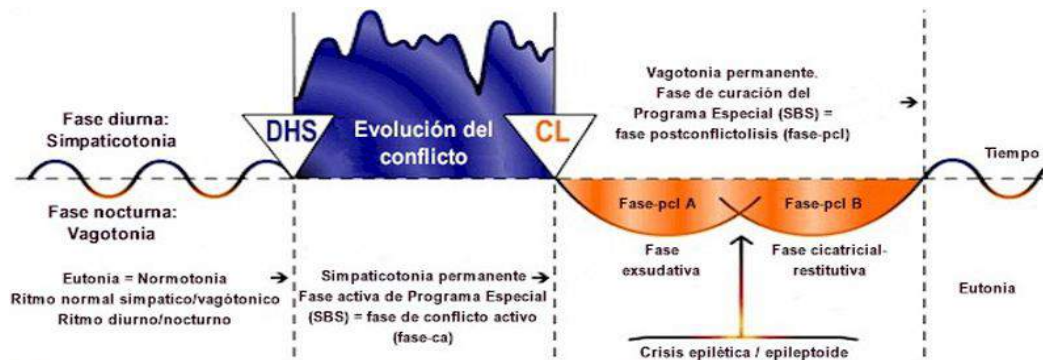 Fase diurna:
Simpaticotonia
DHS
Evolución del
conflicto
CL
Vagotonia permanente.
Fase de curación del
Programa Especial (SBS) =
fase postconflictolisis (fase-pcl)
Tiempo
Fase nocturna:
Vagotonia
Fase-pcl A
Fase-pcl B
Fase
exsudativa
Fase cicatricial-
restitutiva
Eutonia = Normotonia
Ritmo normal simpatico/vagótonico
Ritmo diurno/nocturno
Simpaticotonia permanente
Fase activa de Programa Especial
(SBS) = fase de conflicto activo
(fase-ca)
Eutonia
Crisis epilética / epileptoide